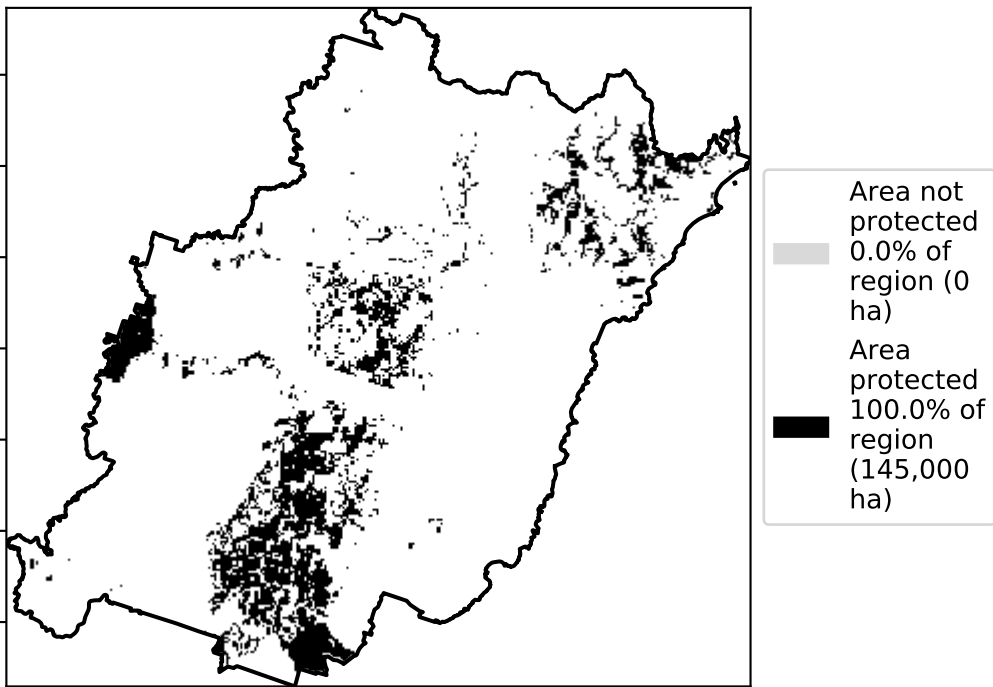 Area not
protected
0.0% of
region (0
ha)
Area
protected
100.0% of
region
(145,000
ha)